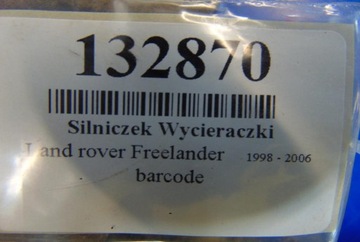 132870
Silniczek Wycieraczki
Land rover Freelander 1998 - 2006
barcode